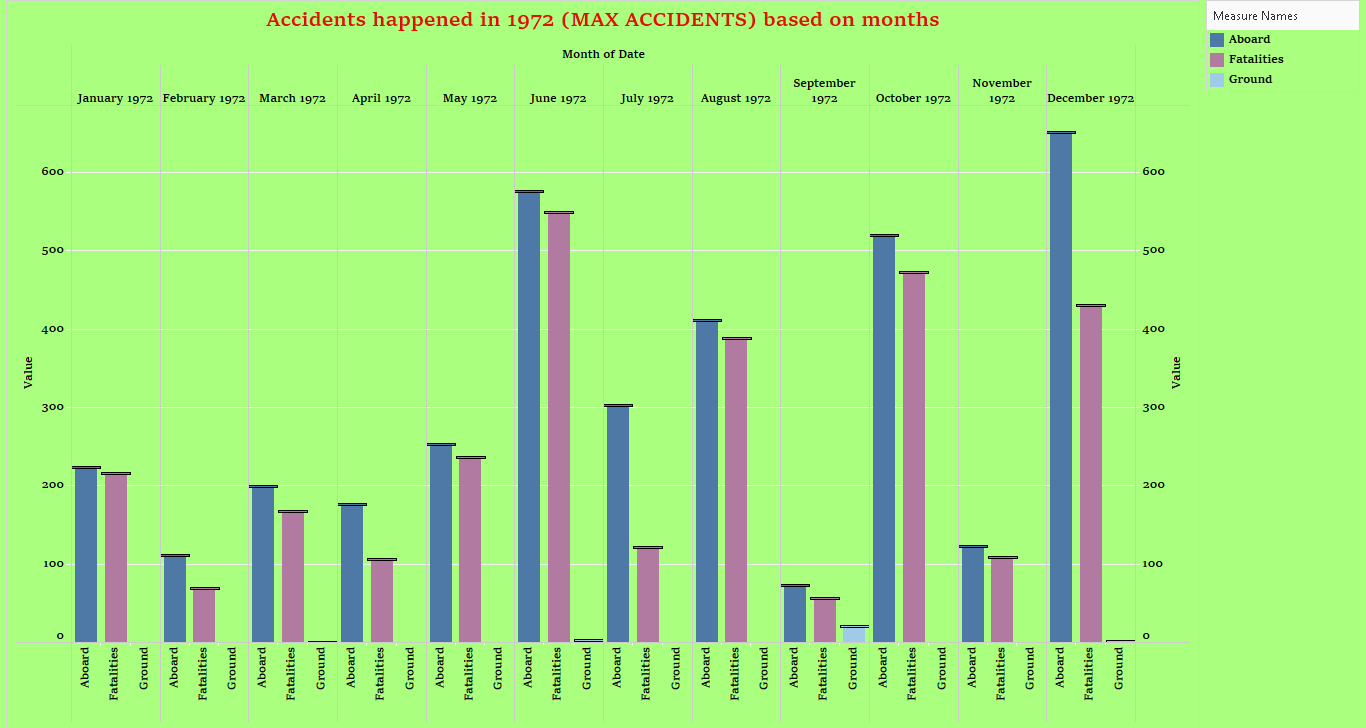 Accidents happened in 1972 (MAX ACCIDENTS) based on months
Measure Names
Aboard
Fatalities
Ground
Month of Date
January 1972 February 1972 March 1972 April 1972 May 1972 June 1972 July 1972 August 1972 September 1972 October 1972 November 1972 December 1972
600 600
500 500
400 400
Value Value
300 300
200 200
100 100
0 0
Aboard Fatalities Ground Aboard Fatalities Ground Aboard Fatalities Ground Aboard Fatalities Ground Aboard Fatalities Ground Aboard Fatalities Ground Aboard Fatalities Ground Aboard Fatalities Ground Aboard Fatalities Ground Aboard Fatalities Ground Aboard Fatalities Ground Aboard Fatalities Ground